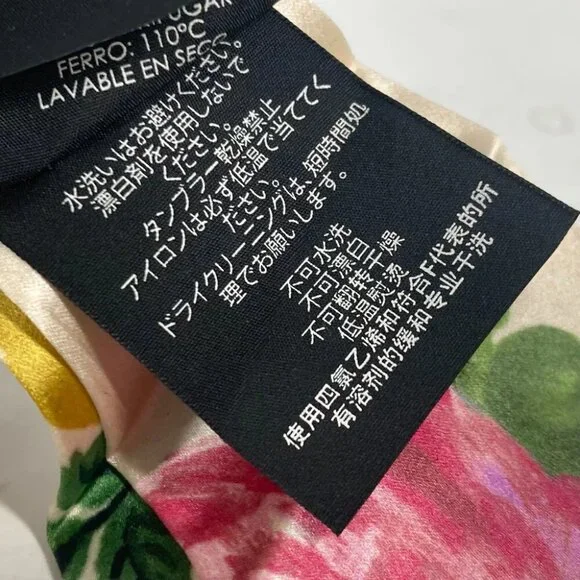 FERRO: 110ºC
LAVABLE EN SECO
水洗いはお避けください。
漂白剤を使用しないで
ください。
タンブラー乾燥禁止
アイロンは必ず低温で当ててく
ださい。
ドライクリーニングは、短時間処
理でお願いします。
不可水洗
不可漂白
不可翻转干燥
低温熨烫
使用四氯乙烯和符合F代表的所
有溶剂的缓和专业干洗